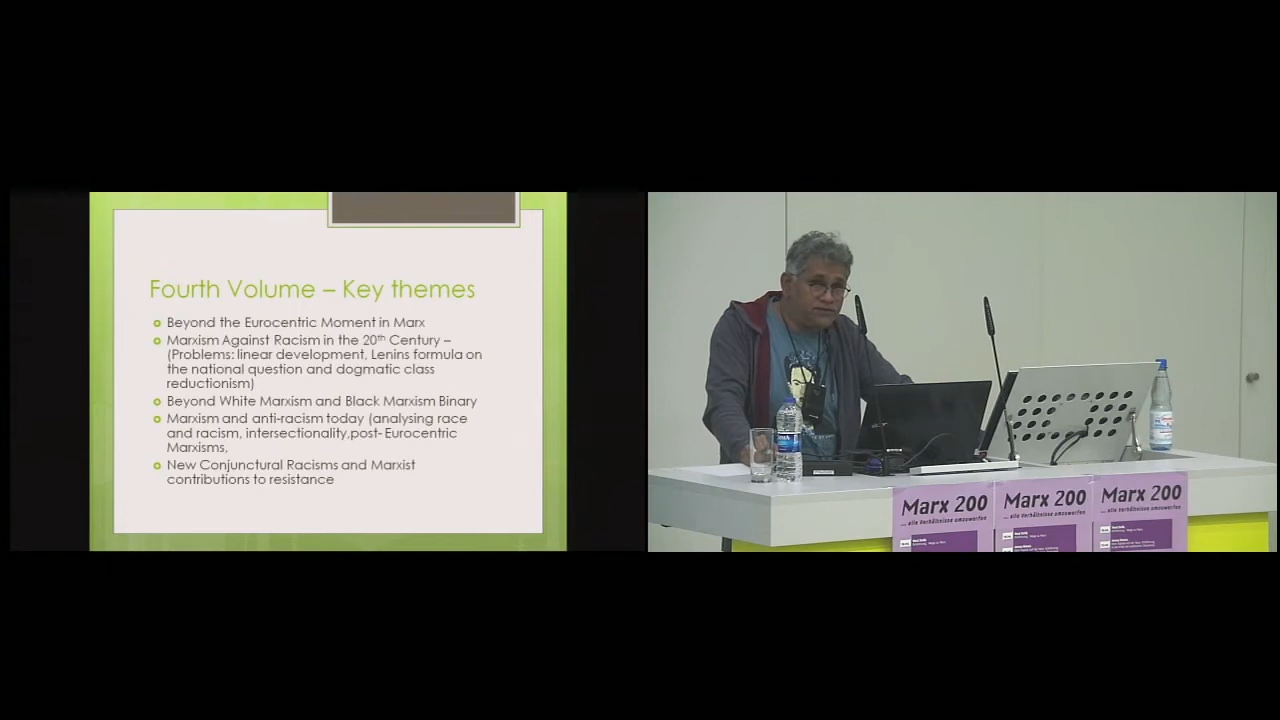 Fourth Volume – Key themes
Beyond the Eurocentric Moment in Marx
Marxism Against Racism in the 20th Century –
(Problems: linear development, Lenins formula on
the national question and dogmatic class
reductionism)
Beyond White Marxism and Black Marxism Binary
Marxism and anti-racism today (analysing race
and racism, intersectionality,post- Eurocentric
Marxisms,
New Conjunctural Racisms and Marxist
contributions to resistance
Marx 200
... alle Verhältnisse umzuwerfen
Marx 200
... alle Verhältnisse umzuwerfen
Marx 200
... alle Verhältnisse umzuwerfen